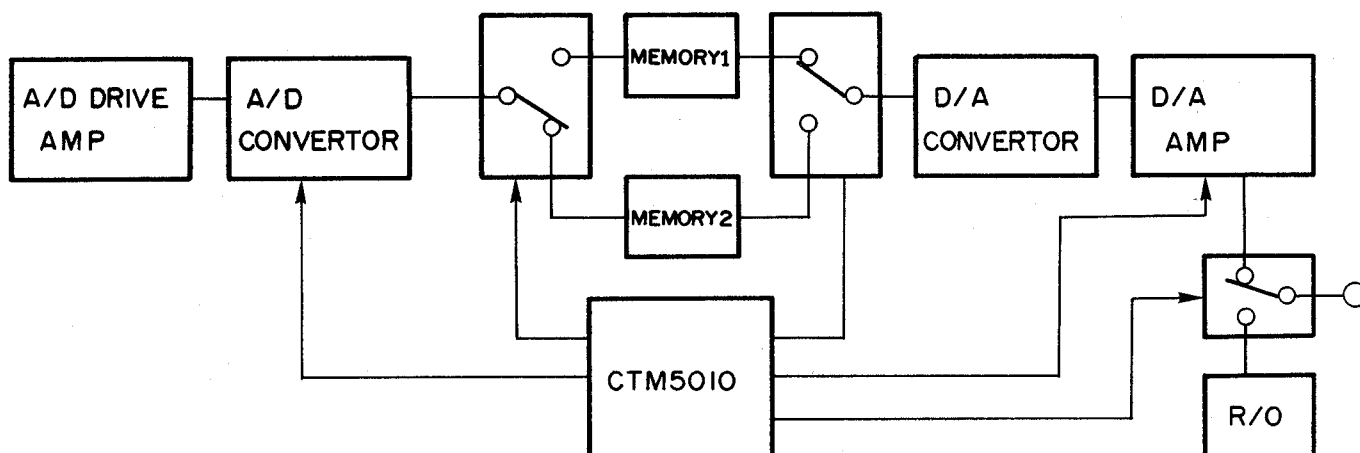 A/D DRIVE
AMP
A/D
CONVERTOR
MEMORY1
MEMORY2
D/A
CONVERTOR
D/A
AMP
CTM5010
R/O